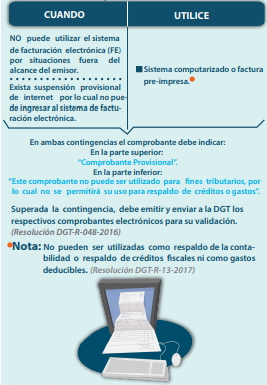 CUANDO
UTILICE
NO puede utilizar el sistema
de facturación electrónica (FE)
por situaciones fuera del
alcance del emisor.
Exista suspensión provisional
de internet por lo cual no pue-
de ingresar al sistema de factu-
ración electrónica.
Sistema computarizado o factura
pre-impresa.
En ambas contingencias el comprobante debe indicar:
En la parte superior:
“Comprobante Provisional”.
En la parte inferior:
“Este comprobante no puede ser utilizado para fines tributarios, por
lo cual no se permitirá su uso para respaldo de créditos o gastos”.
Superada la contingencia, debe emitir y enviar a la DGT los
respectivos comprobantes electrónicos para su validación.
(Resolución DGT-R-048-2016)
Nota: No pueden ser utilizadas como respaldo de la conta-
bilidad o respaldo de créditos fiscales ni como gastos
deducibles. (Resolución DGT-R-13-2017)